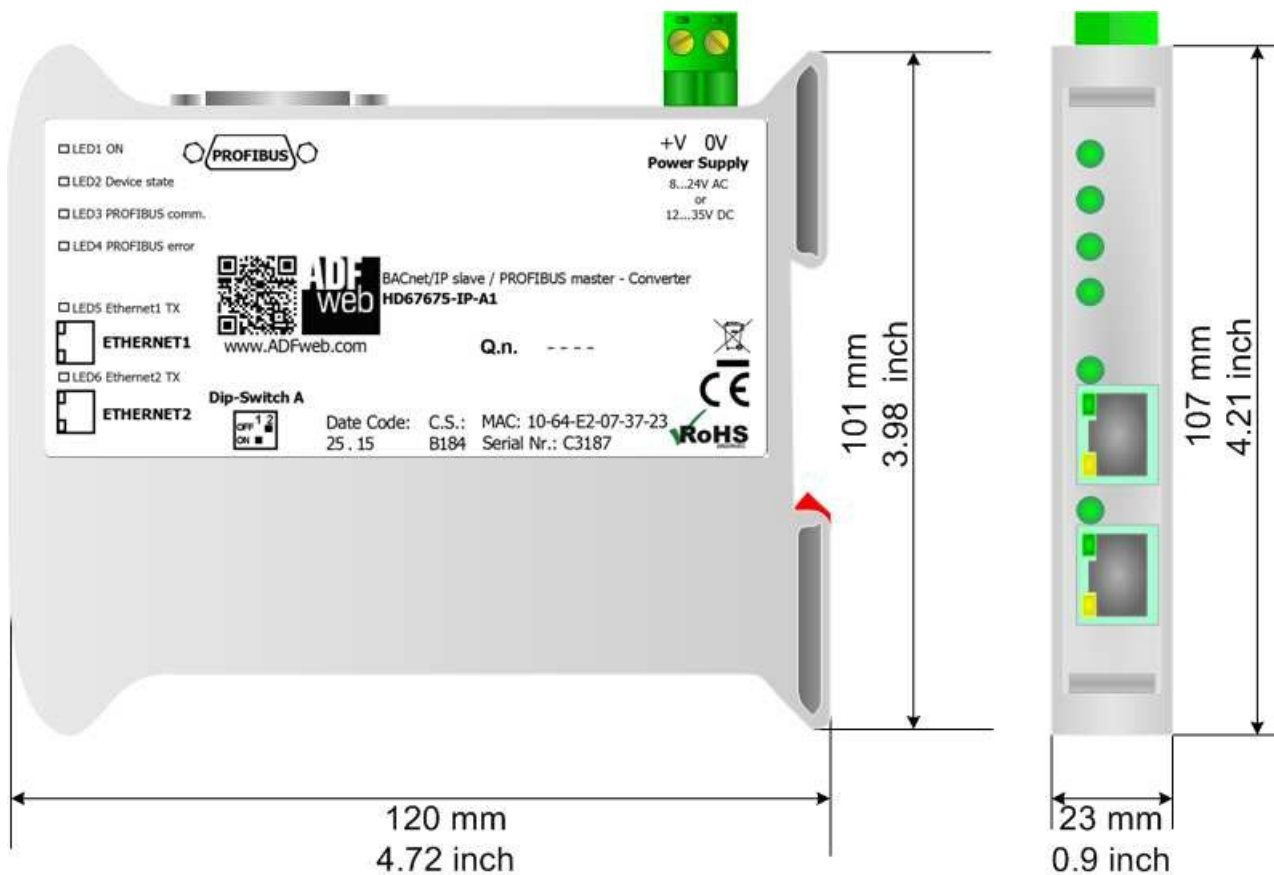 LED1 ON
PROFIBUS
LED2 Device state
LED3 PROFIBUS comm.
LED4 PROFIBUS error
+V 0V
Power Supply
8...24V AC
or
12...35V DC
ADF
web
BACnet/IP slave / PROFIBUS master - Converter
HD67675-IP-A1
www.ADFweb.com
Q.n. - - - -
LED5 Ethernet1 TX
ETHERNET1
LED6 Ethernet2 TX
ETHERNET2
Dip-Switch A
1 2
OFF
ON
Date Code: C.S.: MAC: 10-64-E2-07-37-23
25 . 15 B184 Serial Nr.: C3187
CE
RoHS
101 mm
3.98 inch
107 mm
4.21 inch
120 mm
4.72 inch
23 mm
0.9 inch